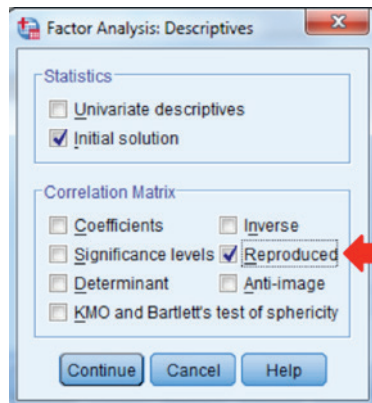 Factor Analysis: Descriptives
Statistics
Univariate descriptives
Initial solution
Correlation Matrix
Coefficients Inverse
Significance levels Reproduced
Determinant Anti-image
KMO and Bartlett's test of sphericity
Continue Cancel Help